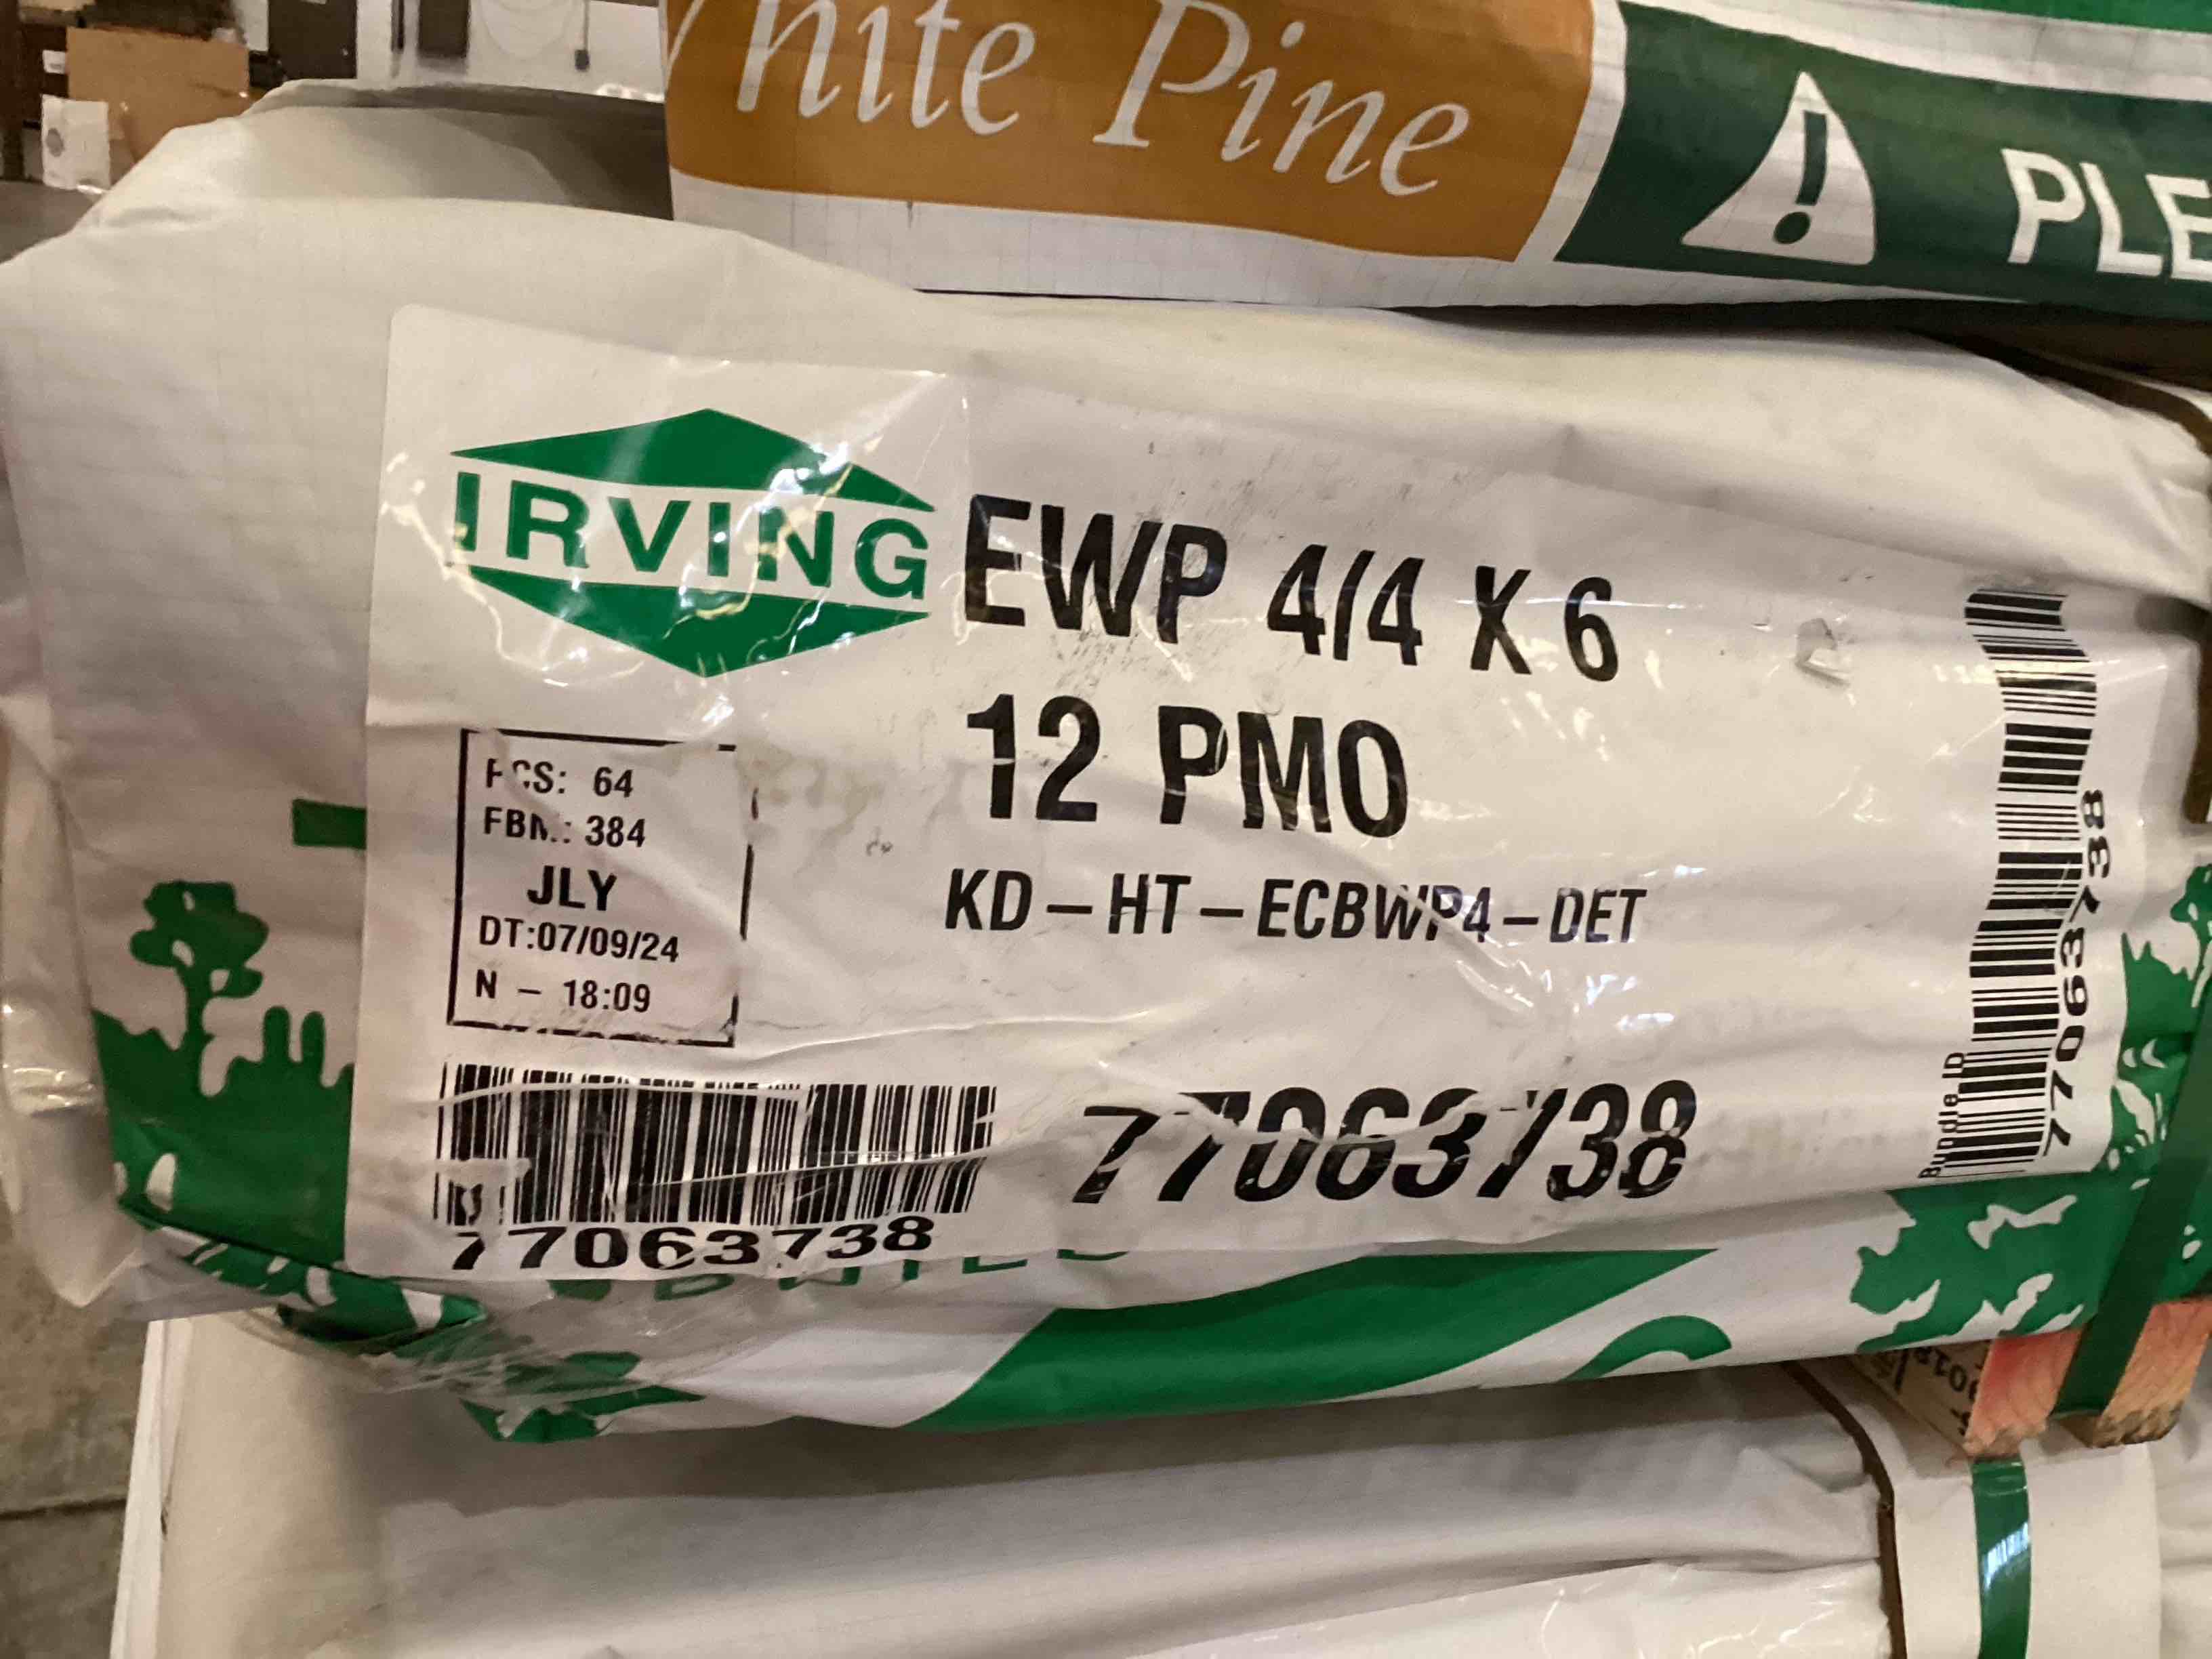 White Pine
PLE
IRVING
EWP 4/4 X 6
12 PMO
KD - HT - ECBWP4 - DET
PCS: 64
FBM: 384
JLY
DT:07/09/24
N - 18:09
77063738
77063738
Bundle ID
77063738